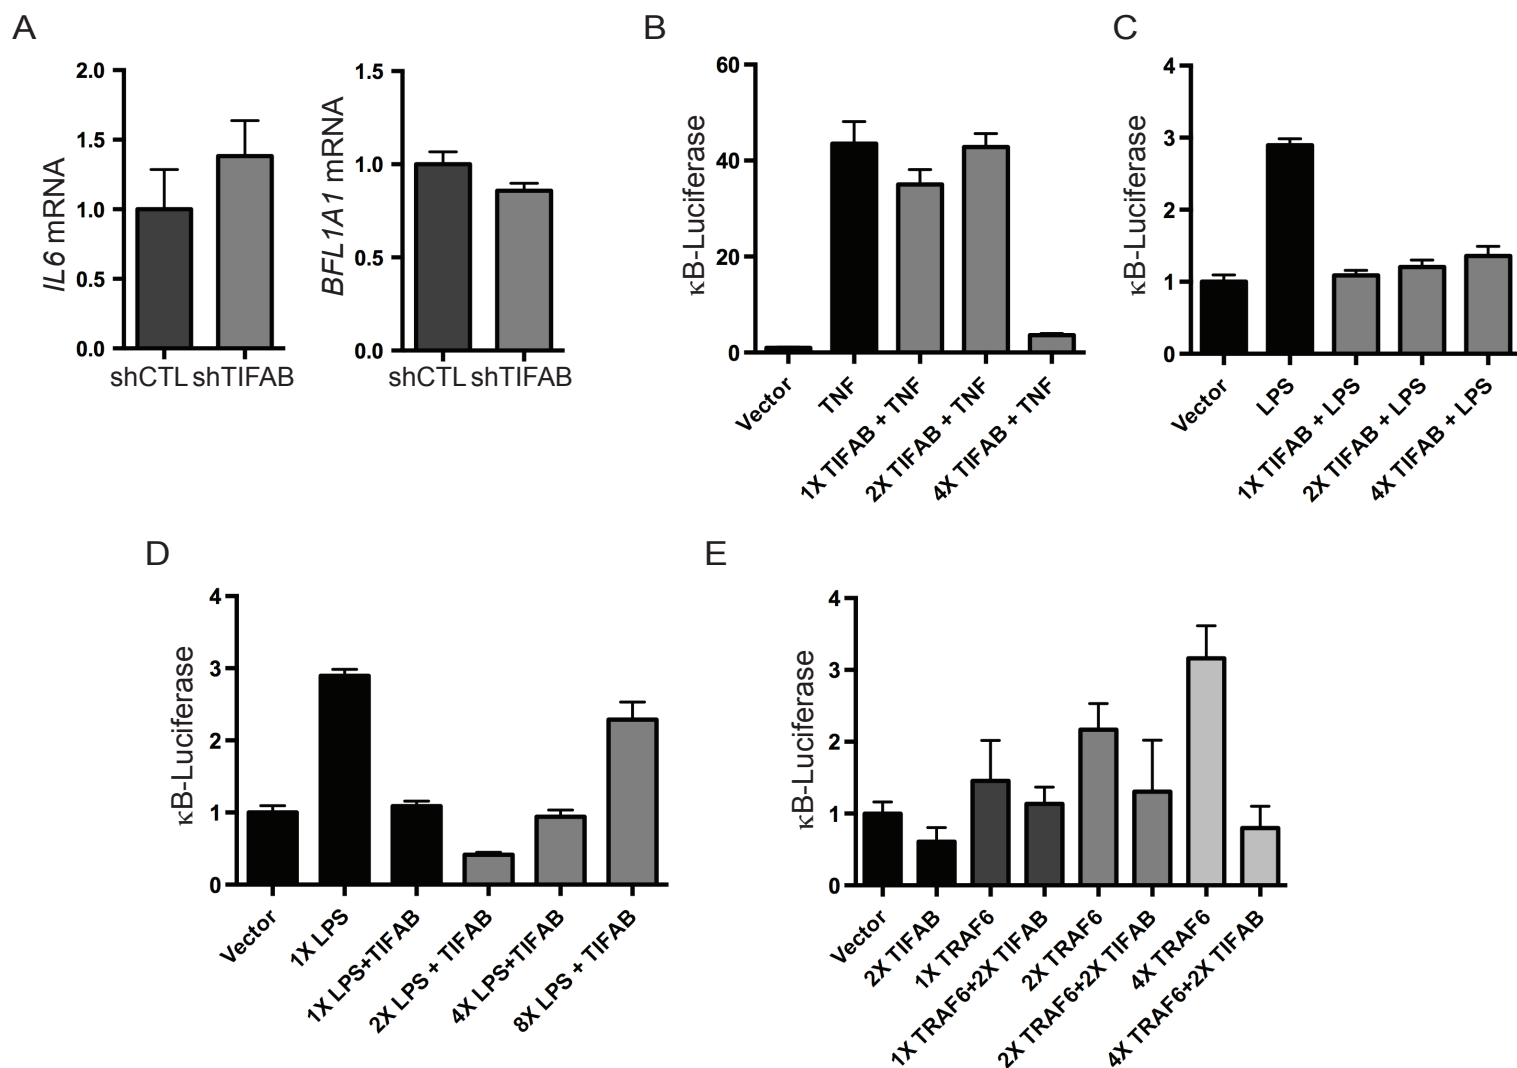 A
IL6 mRNA
2.0
1.5
1.0
0.5
0.0
shCTL shTIFAB
BFL1A1 mRNA
1.5
1.0
0.5
0.0
shCTL shTIFAB
B
κB-Luciferase
60
40
20
0
Vector
TNF
1X TIFAB + TNF
2X TIFAB + TNF
4X TIFAB + TNF
C
κB-Luciferase
4
3
2
1
0
Vector
LPS
1X TIFAB + LPS
2X TIFAB + LPS
4X TIFAB + LPS
D
κB-Luciferase
4
3
2
1
0
Vector
1X LPS
1X LPS+TIFAB
2X LPS + TIFAB
4X LPS+TIFAB
8X LPS + TIFAB
E
κB-Luciferase
4
3
2
1
0
Vector
2X TIFAB
1X TRAF6
1X TRAF6+2X TIFAB
2X TRAF6
2X TRAF6+2X TIFAB
4X TRAF6
4X TRAF6+2X TIFAB